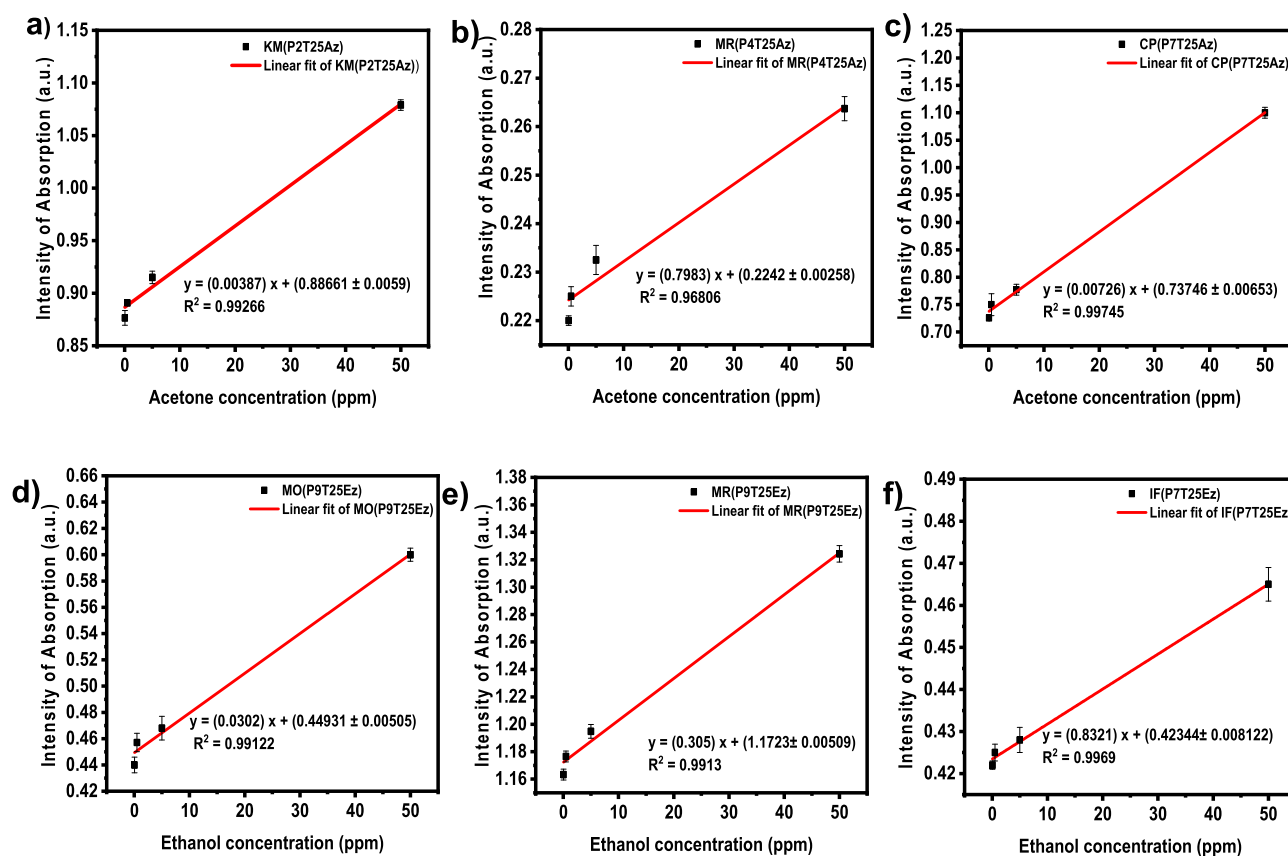 a)
KM(P2T25Az)
Linear fit of KM(P2T25Az))
Intensity of Absorption (a.u.)
1.15
1.10
1.05
1.00
0.95
0.90
0.85
y = (0.00387) x + (0.88661 ± 0.0059)
R² = 0.99266
0 10 20 30 40 50
Acetone concentration (ppm)
b)
MR(P4T25Az)
Linear fit of MR(P4T25Az)
Intensity of Absorption (a.u.)
0.28
0.26
0.24
0.23
0.22
y = (0.7983) x + (0.2242 ± 0.00258)
R² = 0.96806
0 10 20 30 40 50
Acetone concentration (ppm)
c)
CP(P7T25Az)
Linear fit of CP(P7T25Az)
Intensity of Absorption (a.u.)
1.25
1.20
1.15
1.10
1.05
1.00
0.95
0.90
0.85
0.80
0.75
0.70
y = (0.00726) x + (0.73746 ± 0.00653)
R² = 0.99745
0 10 20 30 40 50
Acetone concentration (ppm)
d)
MO(P9T25Ez)
Linear fit of MO(P9T25Ez)
Intensity of Absorption (a.u.)
0.66
0.64
0.62
0.60
0.58
0.56
0.54
0.52
0.50
0.48
0.46
0.44
0.42
y = (0.0302) x + (0.44931 ± 0.00505)
R² = 0.99122
0 10 20 30 40 50
Ethanol concentration (ppm)
e)
MR(P9T25Ez)
Linear fit of MR(P9T25Ez)
Intensity of Absorption (a.u.)
1.38
1.36
1.34
1.32
1.30
1.28
1.26
1.24
1.22
1.20
1.18
1.16
y = (0.305) x + (1.1723± 0.00509)
R² = 0.9913
0 10 20 30 40 50
Ethanol concentration (ppm)
f)
IF(P7T25Ez)
Linear fit of IF(P7T25Ez
Intensity of Absorption (a.u.)
0.49
0.48
0.46
0.45
0.44
0.43
0.42
y = (0.8321) x + (0.42344± 0.008122)
R² = 0.9969
0 10 20 30 40 50
Ethanol concentration (ppm)